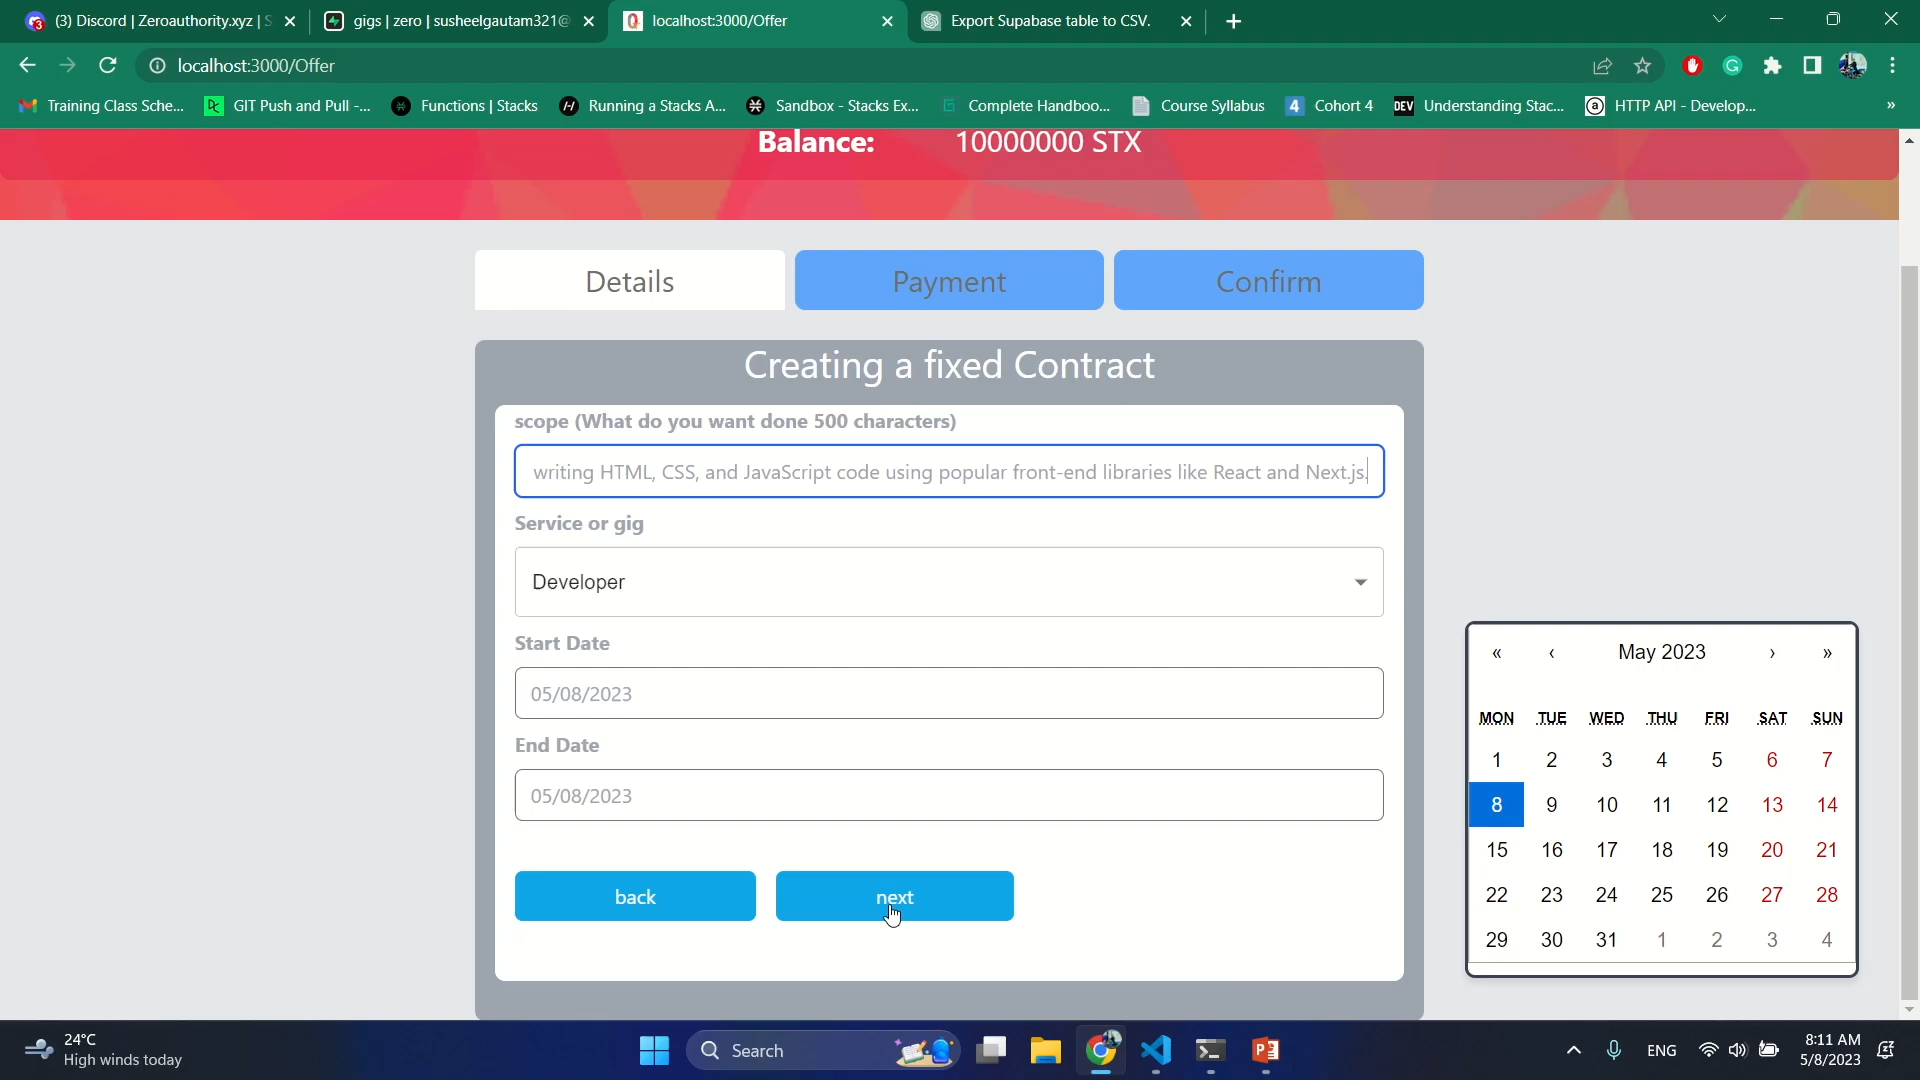 (3) Discord | Zeroauthority.xyz |
gigs | zero | susheelgautam321@
localhost:3000/Offer
Export Supabase table to CSV.
localhost:3000/Offer
Training Class Sche...
GIT Push and Pull -...
Functions | Stacks
Running a Stacks A...
Sandbox - Stacks Ex...
Complete Handboo...
Course Syllabus
4 Cohort 4
DEV Understanding Stac...
HTTP API - Develop...
»
Balance: 10000000 STX
Details
Payment
Confirm
Creating a fixed Contract
scope (What do you want done 500 characters)
writing HTML, CSS, and JavaScript code using popular front-end libraries like React and Next.js.
Service or gig
Developer
Start Date
05/08/2023
End Date
05/08/2023
back
next
« ‹ May 2023 › »
MON TUE WED THU FRI SAT SUN
1 2 3 4 5 6 7
8 9 10 11 12 13 14
15 16 17 18 19 20 21
22 23 24 25 26 27 28
29 30 31 1 2 3 4
24°C
High winds today
Search
ENG
8:11 AM
5/8/2023